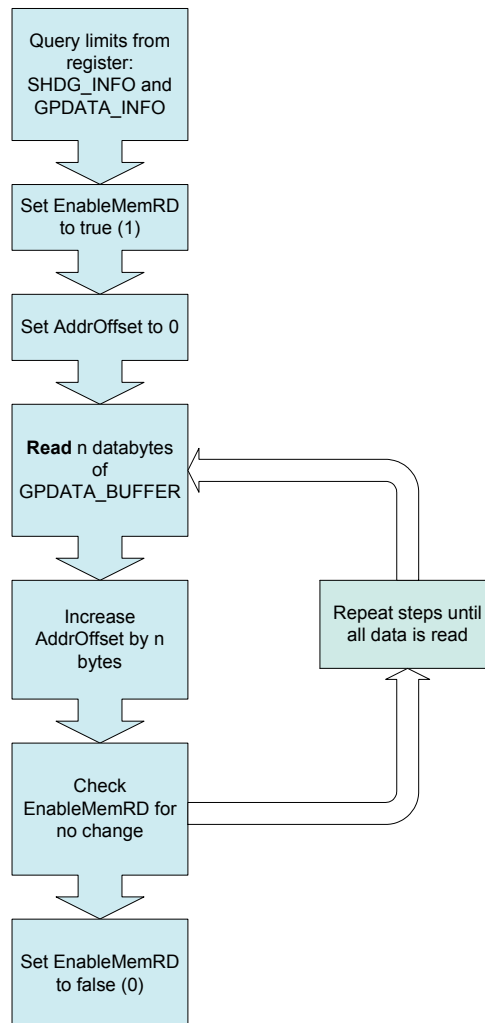 Query limits from
register:
SHDG_INFO and
GPDATA_INFO
Set EnableMemRD
to true (1)
Set AddrOffset to 0
Read n databytes
of
GPDATA_BUFFER
Increase
AddrOffset by n
bytes
Repeat steps until
all data is read
Check
EnableMemRD for
no change
Set EnableMemRD
to false (0)